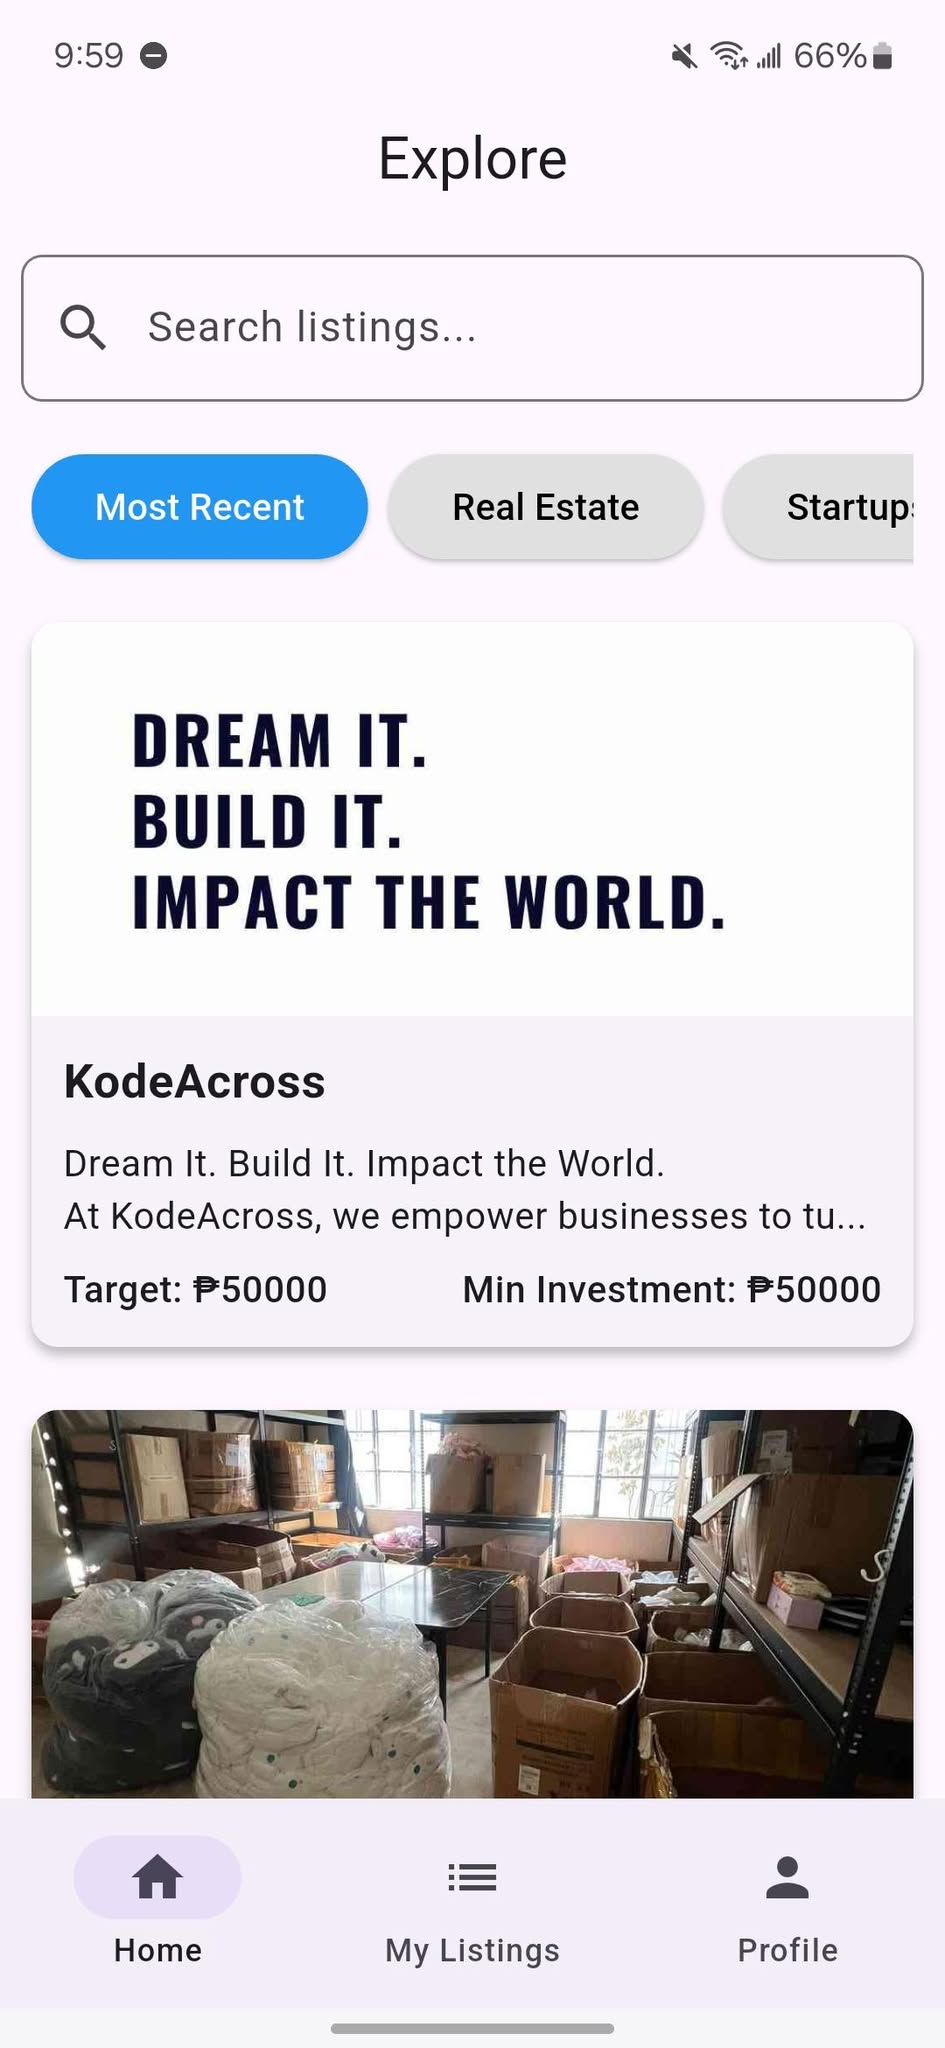 9:59
66%
Explore
Search listings...
Most Recent
Real Estate
Startups
DREAM IT.
BUILD IT.
IMPACT THE WORLD.
KodeAcross
Dream It. Build It. Impact the World.
At KodeAcross, we empower businesses to tu...
Target: ₱50000
Min Investment: ₱50000
Home
My Listings
Profile